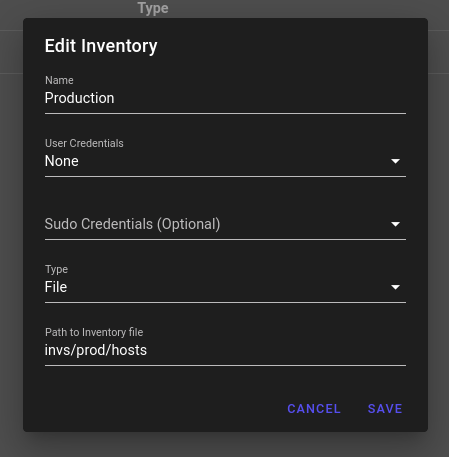 Type
Edit Inventory
Name
Production
User Credentials
None
Sudo Credentials (Optional)
Type
File
Path to Inventory file
invs/prod/hosts
CANCEL SAVE